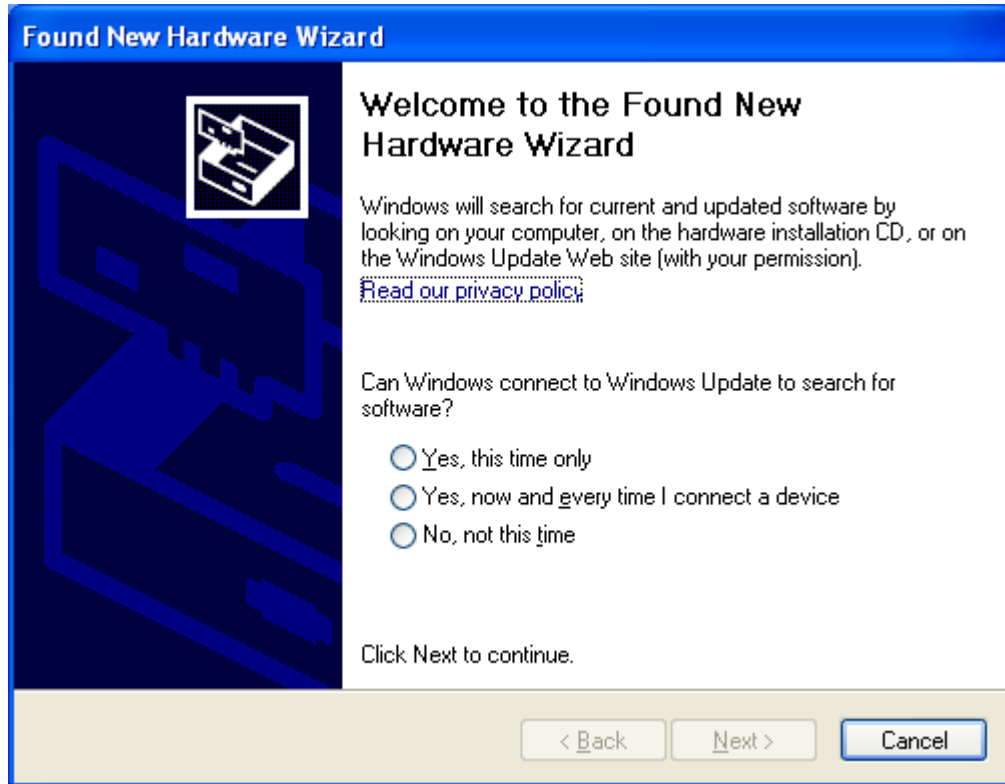 Found New Hardware Wizard
Welcome to the Found New
Hardware Wizard
Windows will search for current and updated software by
looking on your computer, on the hardware installation CD, or on
the Windows Update Web site (with your permission).
Read our privacy policy
Can Windows connect to Windows Update to search for
software?
Yes, this time only
Yes, now and every time I connect a device
No, not this time
Click Next to continue.
< Back
Next >
Cancel